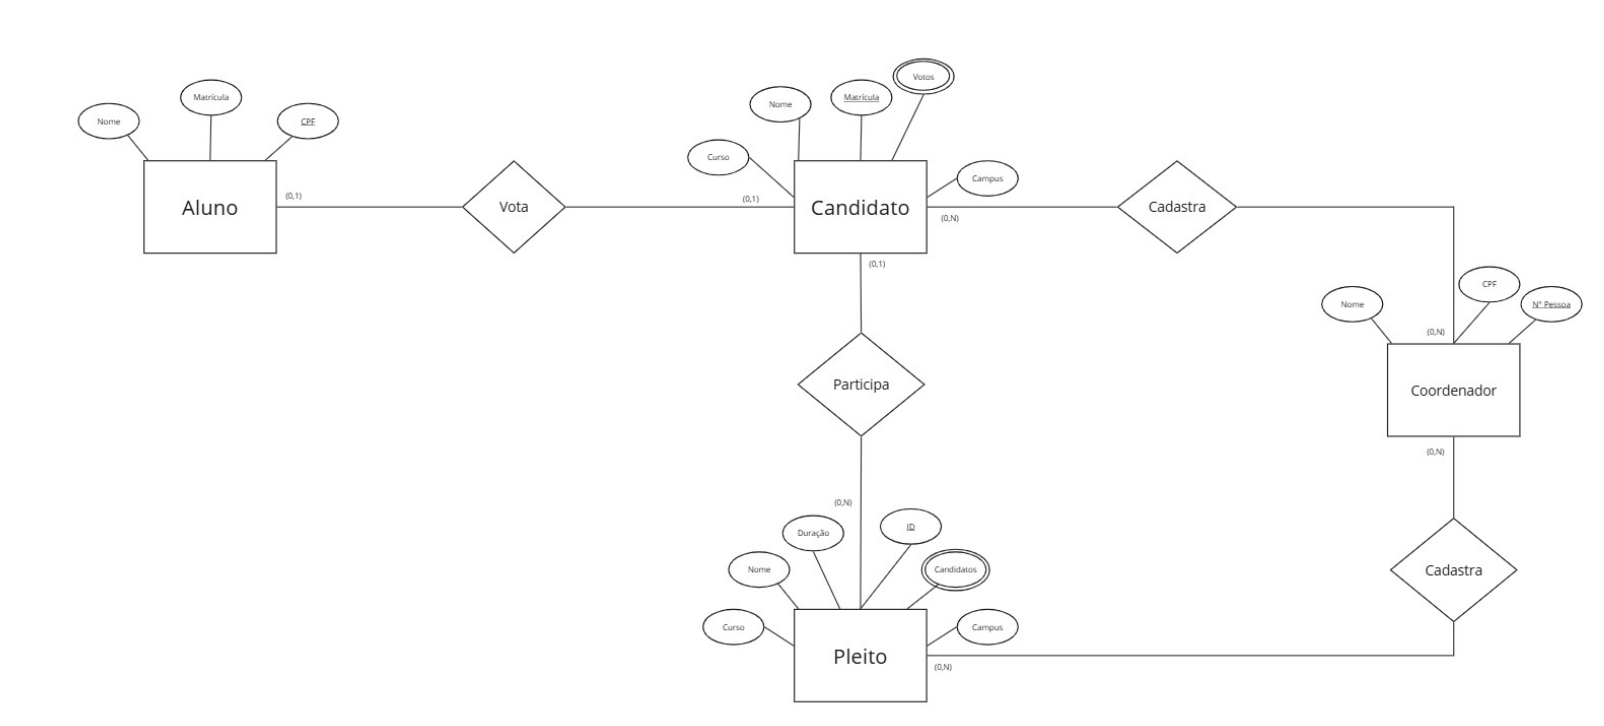 Votos
Matrícula
Nome
Matrícula
Nome
CPF
Curso
Campus
Aluno
(0,1)
Vota
(0,1)
Candidato
(0,N)
Cadastra
(0,1)
CPF
Nome
Nº Pessoa
(0,N)
Participa
Coordenador
(0,N)
(0,N)
ID
Duração
Nome
Candidatos
Cadastra
Curso
Campus
Pleito
(0,N)